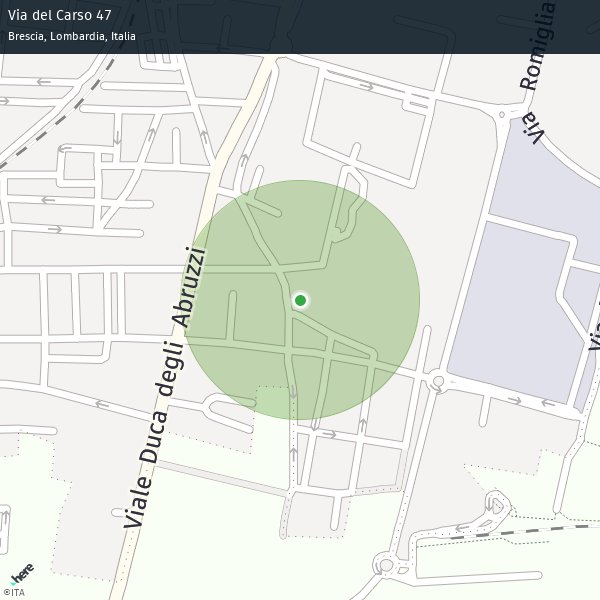 Via del Carso 47
Brescia, Lombardia, Italia
Via Romiglia
Viale Duca degli Abruzzi
Via
here
©ITA